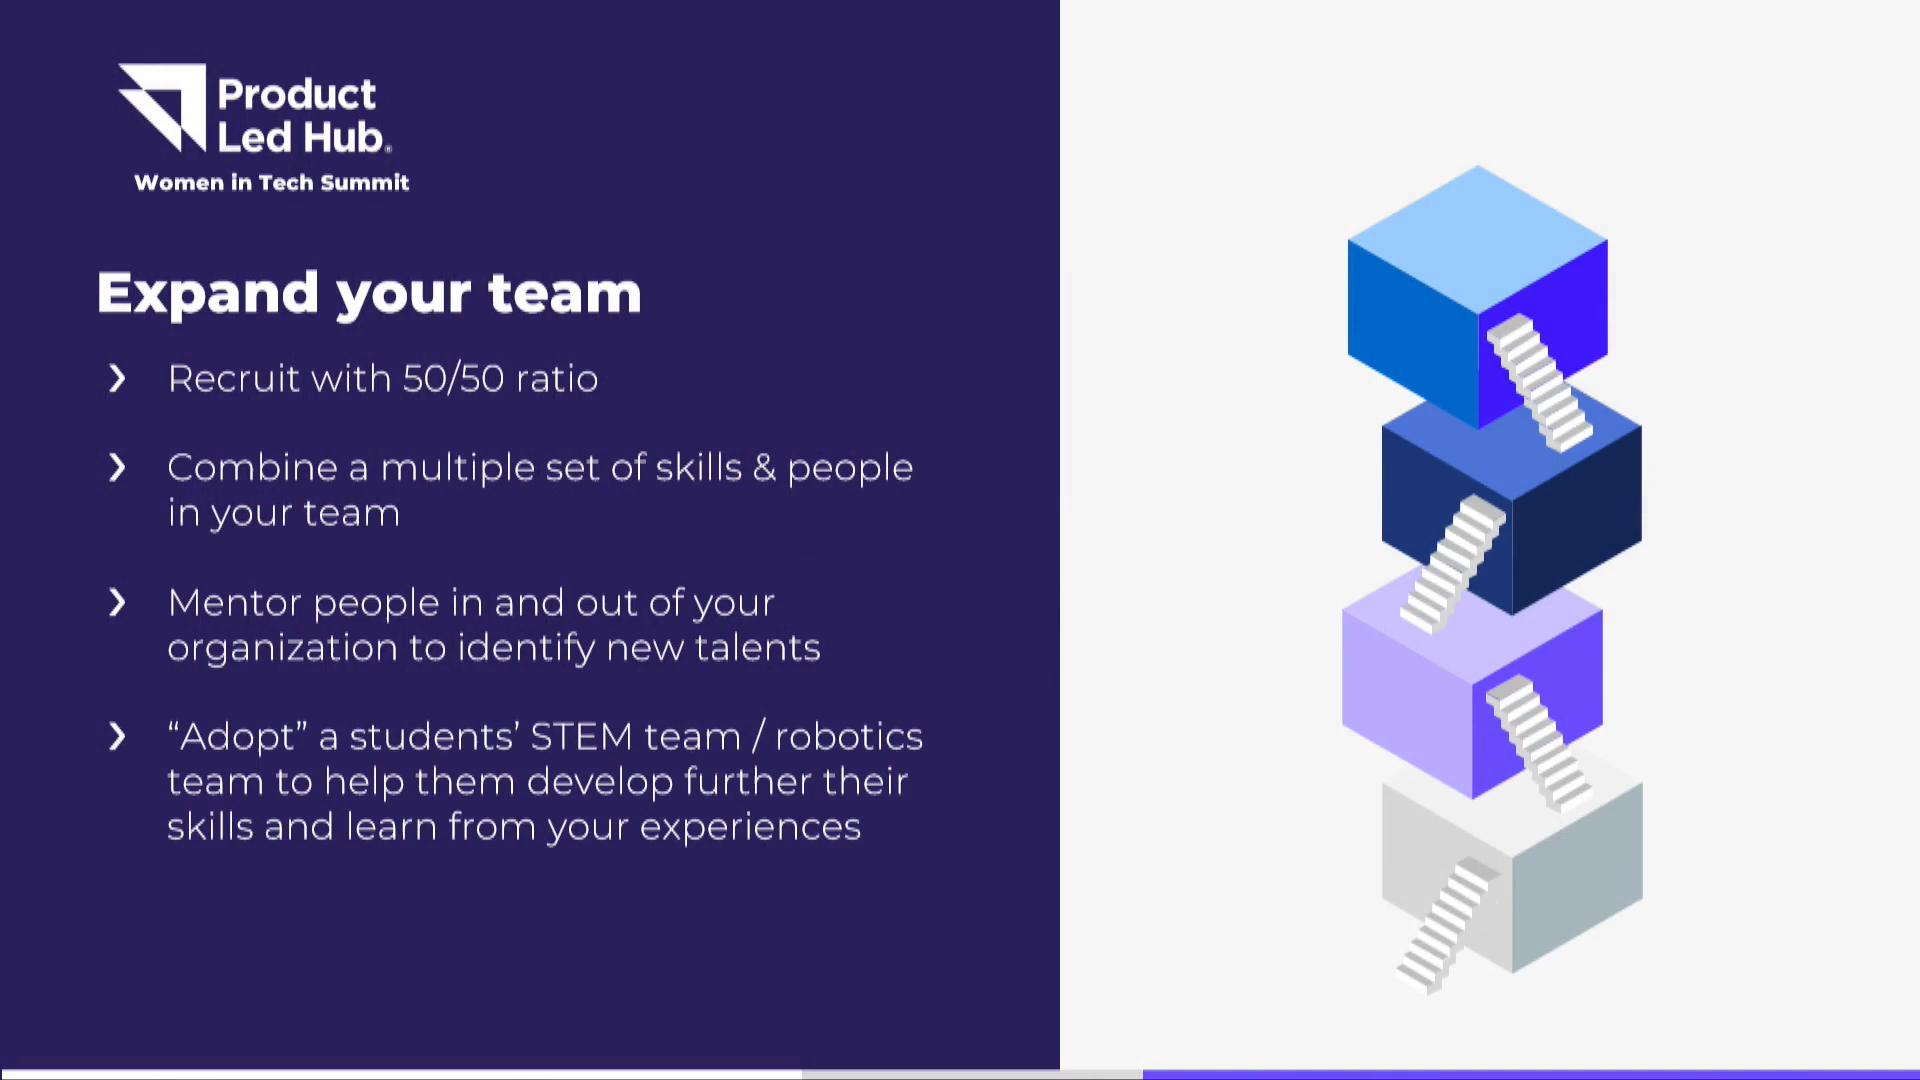 Product
Led Hub.
Women in Tech Summit
Expand your team
❯ Recruit with 50/50 ratio
❯ Combine a multiple set of skills & people
in your team
❯ Mentor people in and out of your
organization to identify new talents
❯ “Adopt” a students’ STEM team / robotics
team to help them develop further their
skills and learn from your experiences